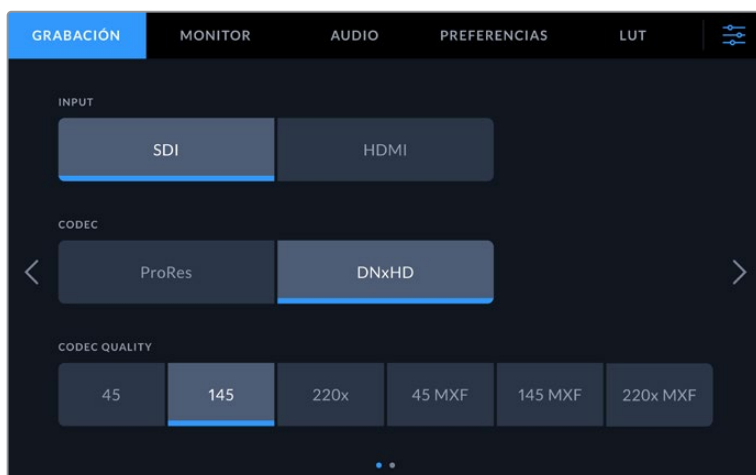 GRABACIÓN MONITOR AUDIO PREFERENCIAS LUT
INPUT
SDI HDMI
CODEC
ProRes DNxHD
CODEC QUALITY
45 145 220x 45 MXF 145 MXF 220x MXF